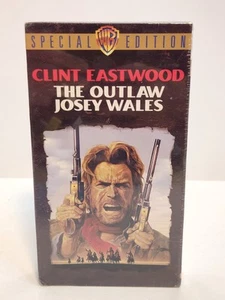 SPECIAL EDITION
CLINT EASTWOOD
THE OUTLAW
JOSEY WALES